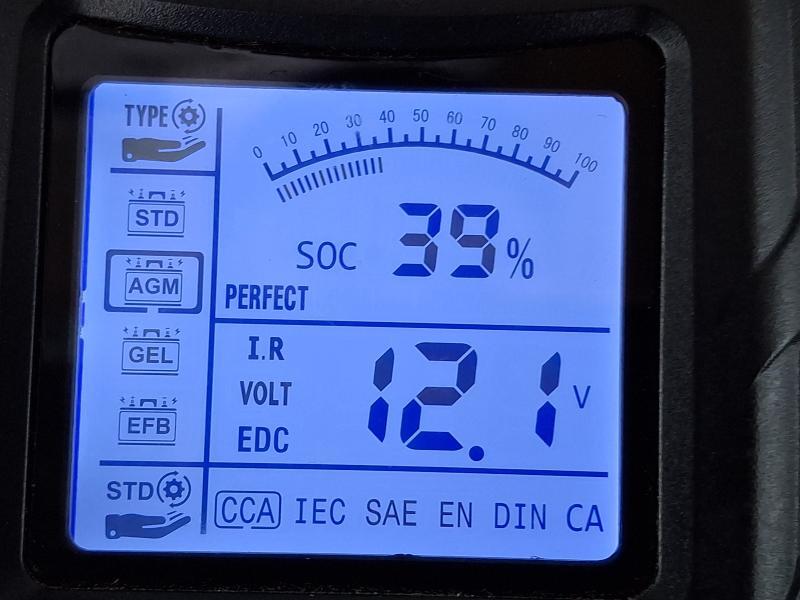 TYPE
0 10 20 30 40 50 60 70 80 90 100
STD
SOC 39%
AGM
PERFECT
GEL
I.R
VOLT 12.1 V
EFB
EDC
STD
CCA IEC SAE EN DIN CA